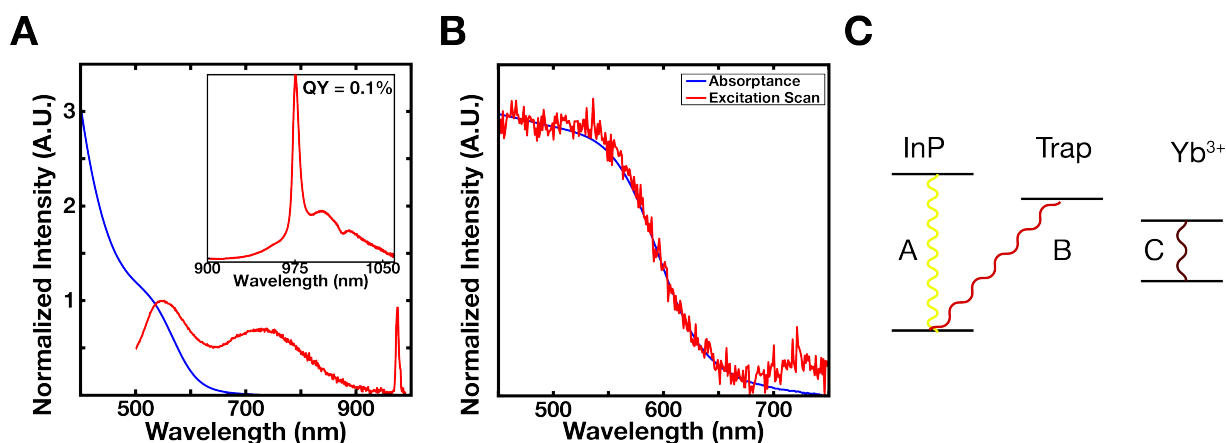 A
Normalized Intensity (A.U.)
3
2
1
500
700
900
Wavelength (nm)
QY = 0.1%
900
975
1050
Wavelength (nm)
B
Normalized Intensity (A.U.)
Absorptance
Excitation Scan
500
600
700
Wavelength (nm)
C
InP
Trap
Yb³⁺
A
B
C